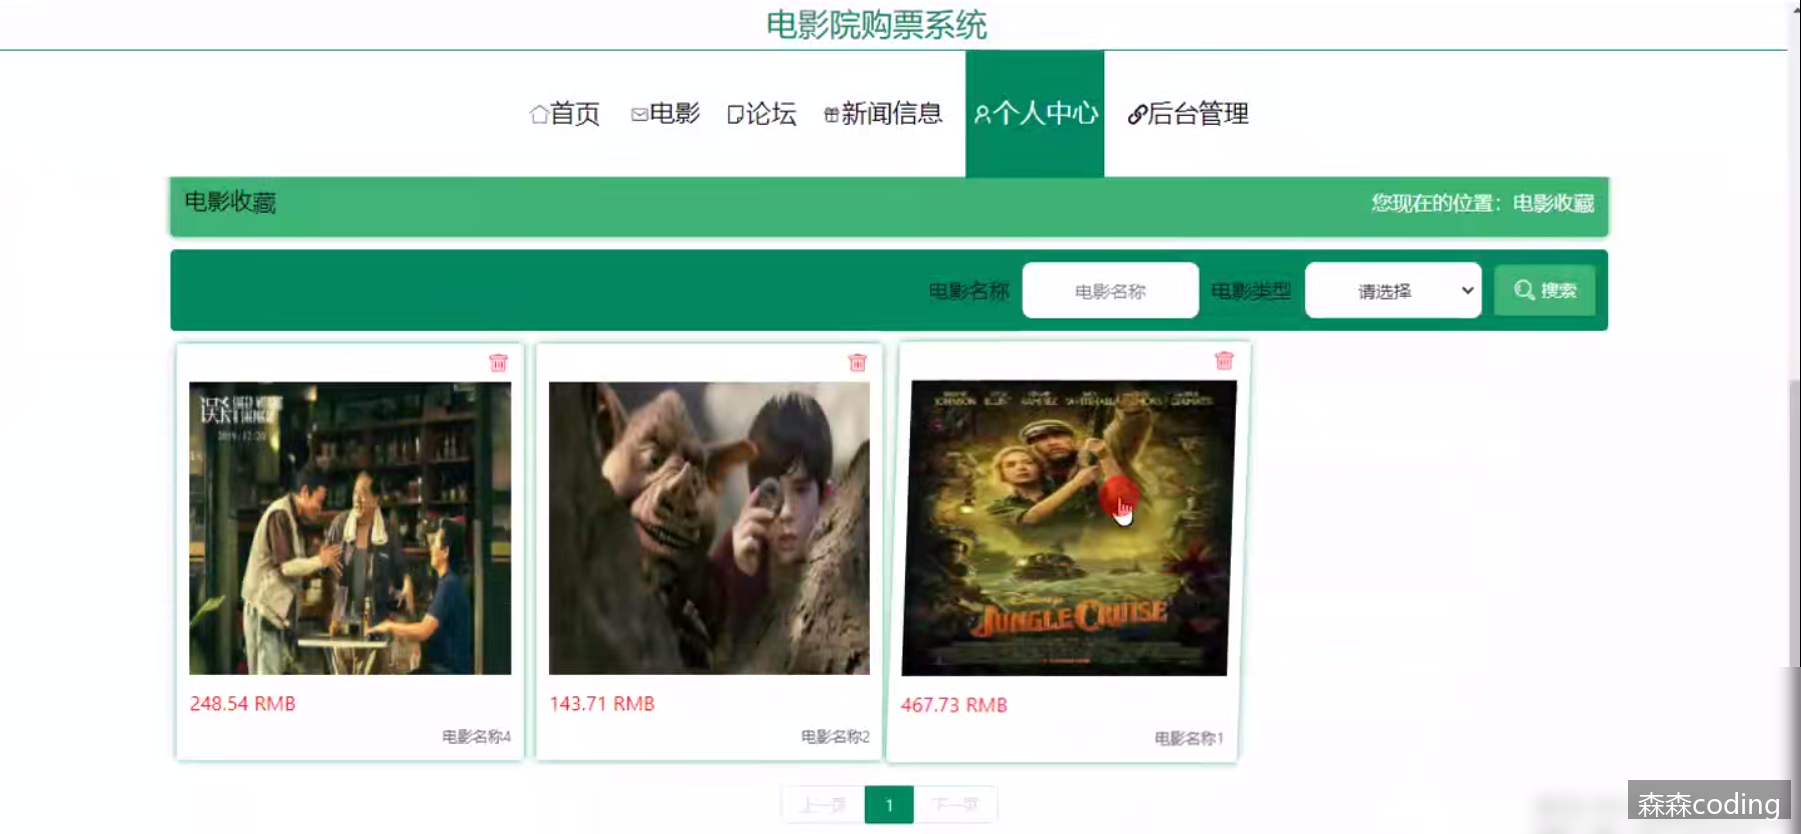 电影院购票系统
首页 电影 论坛 新闻信息 个人中心 后台管理
电影收藏 您现在的位置：电影收藏
电影名称 电影名称 电影类型 请选择 搜索
误杀
2019.12.20
JUNGLE CRUISE
248.54 RMB
电影名称4
143.71 RMB
电影名称2
467.73 RMB
电影名称1
上一页 1 下一页
森森coding